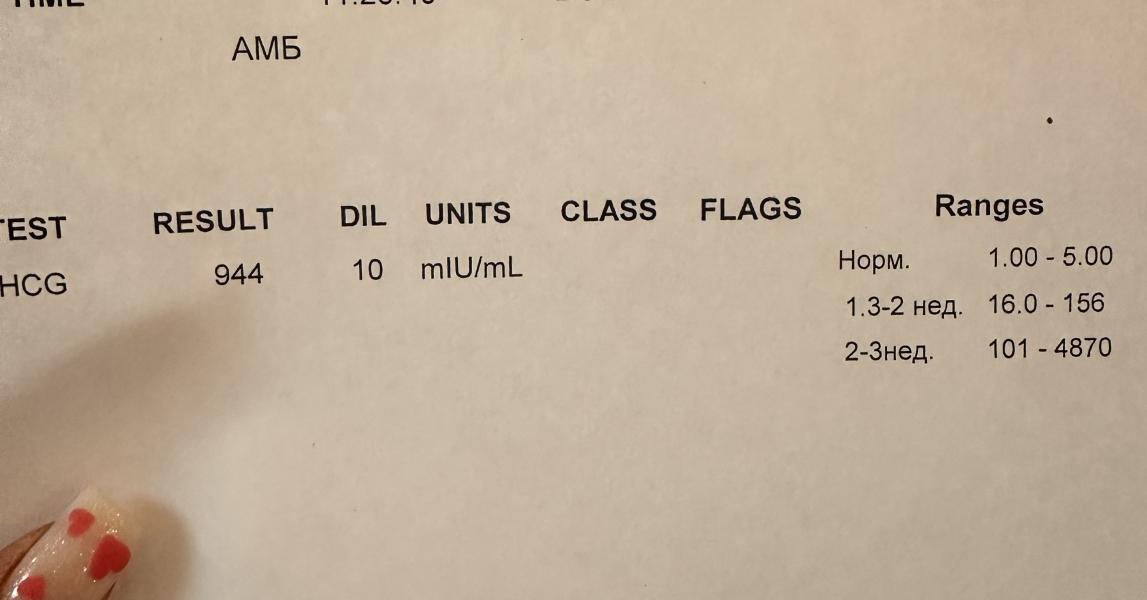 АМБ
TEST RESULT DIL UNITS CLASS FLAGS Ranges
HCG 944 10 mIU/mL Норм. 1.00 - 5.00
1.3-2 нед. 16.0 - 156
2-3нед. 101 - 4870